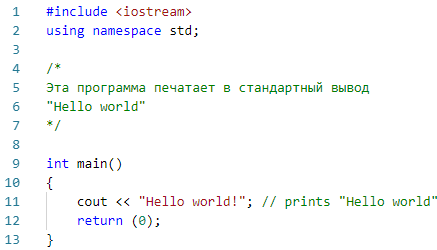 1 #include <iostream>
2 using namespace std;
3
4 /*
5 Эта программа печатает в стандартный вывод
6 "Hello world"
7 */
8
9 int main()
10 {
11     cout << "Hello world!"; // prints "Hello world"
12     return (0);
13 }